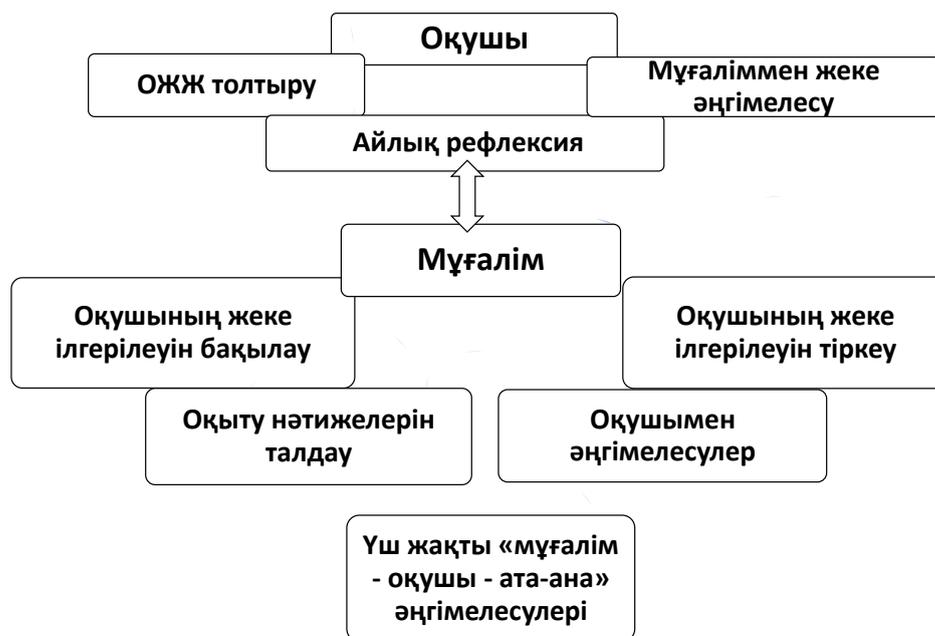 Оқушы
ОЖЖ толтыру
Мұғаліммен жеке
әңгімелесу
Айлық рефлексия
Мұғалім
Оқушының жеке
ілгерілеуін бақылау
Оқушының жеке
ілгерілеуін тіркеу
Оқыту нәтижелерін
талдау
Оқушымен
әңгімелесулер
Үш жақты «мұғалім
- оқушы - ата-ана»
әңгімелесулері